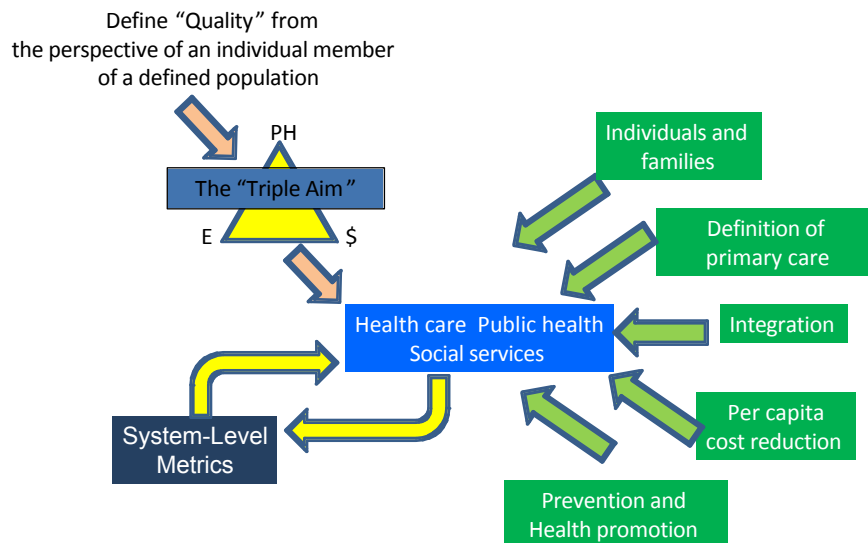 Define “Quality” from
the perspective of an individual member
of a defined population
PH
The “Triple Aim”
E
$
Individuals and
families
Definition of
primary care
Health care  Public health
Social services
Integration
System-Level
Metrics
Per capita
cost reduction
Prevention and
Health promotion